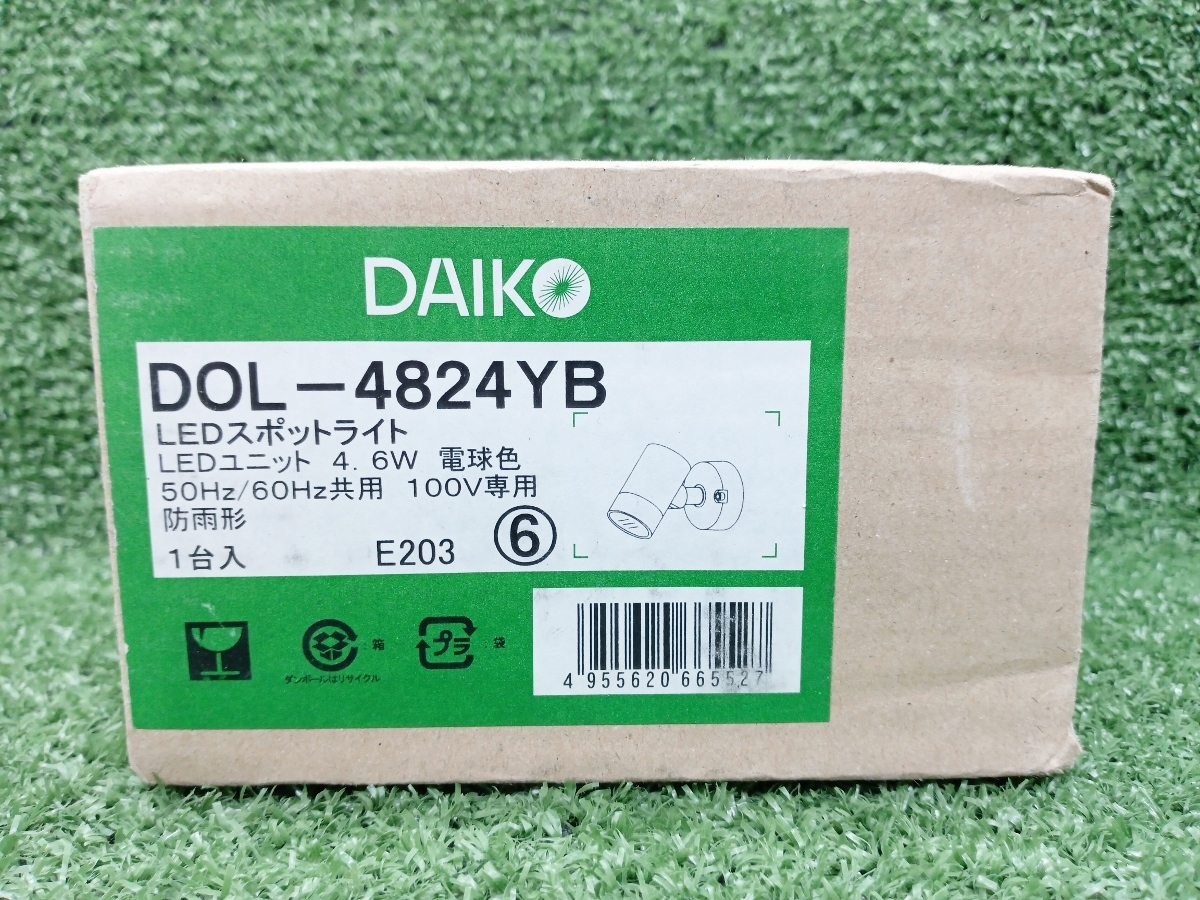 DAIKO
DOL－4824YB
LEDスポットライト
LEDユニット 4.6W 電球色
50Hz/60Hz共用 100V専用
防雨形
1台入 E203 ⑥
:箱
ダンボールはリサイクル
プラ :袋
4 955620 665527